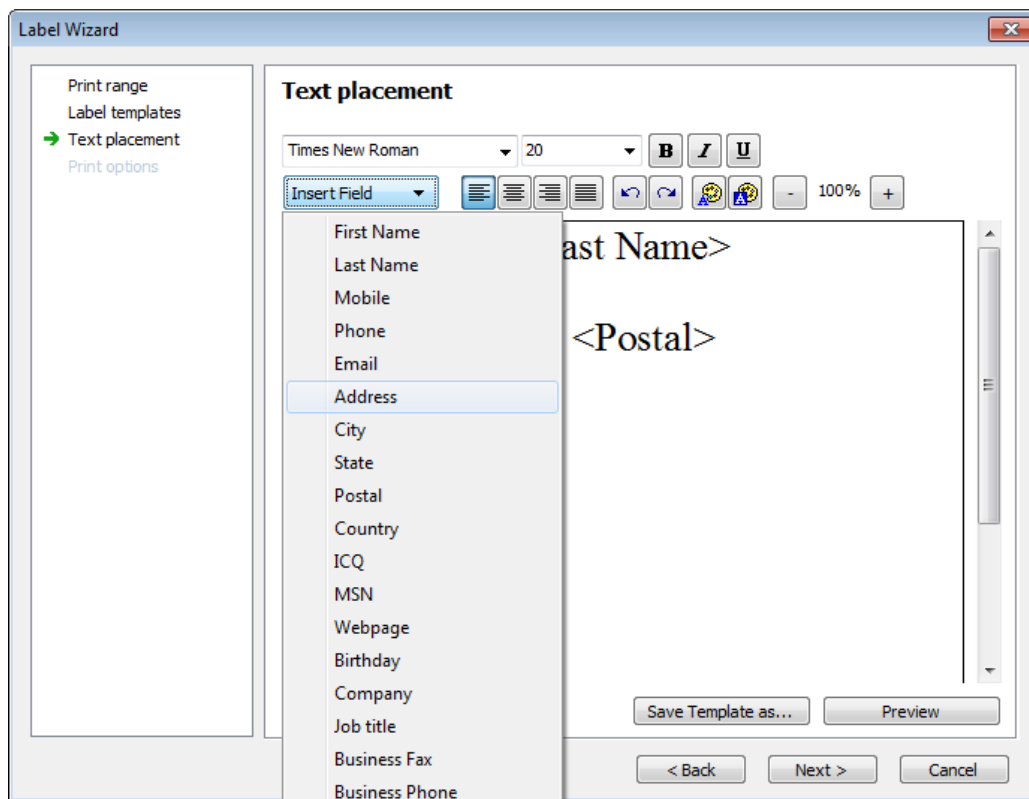 Label Wizard
Print range
Label templates
Text placement
Print options
Text placement
Times New Roman 20 B I U
Insert Field - 100% +
First Name
Last Name
Mobile
Phone
Email
Address
City
State
Postal
Country
ICQ
MSN
Webpage
Birthday
Company
Job title
Business Fax
Business Phone
ast Name>
<Postal>
Save Template as... Preview
< Back Next > Cancel